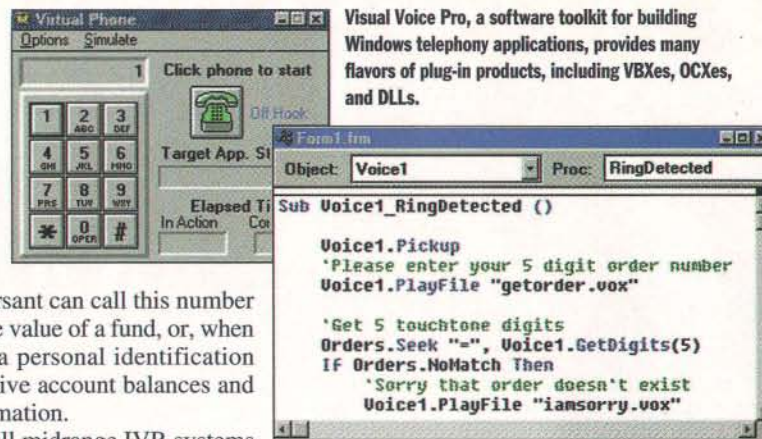 Virtual Phone
Options Simulate
1
Click phone to start
Off Hook
1
2 ABC
3 DEF
4 GHI
5 JKL
6 MNO
7 PRS
8 TUV
9 WXY
*
0 OPER
#
Target App. St
Elapsed Ti
In Action Co
Visual Voice Pro, a software toolkit for building
Windows telephony applications, provides many
flavors of plug-in products, including VBXes, OCXes,
and DLLs.
Form1.frm
Object: Voice1 Proc: RingDetected
Sub Voice1_RingDetected ()
Voice1.Pickup
'Please enter your 5 digit order number
Voice1.PlayFile "getorder.vox"
'Get 5 touchtone digits
Orders.Seek "=", Voice1.GetDigits(5)
If Orders.NoMatch Then
'Sorry that order doesn't exist
Voice1.PlayFile "iamsorry.vox"
rsant can call this number
e value of a fund, or, when
a personal identification
ive account balances and
mation.
ll midrange IVR systems